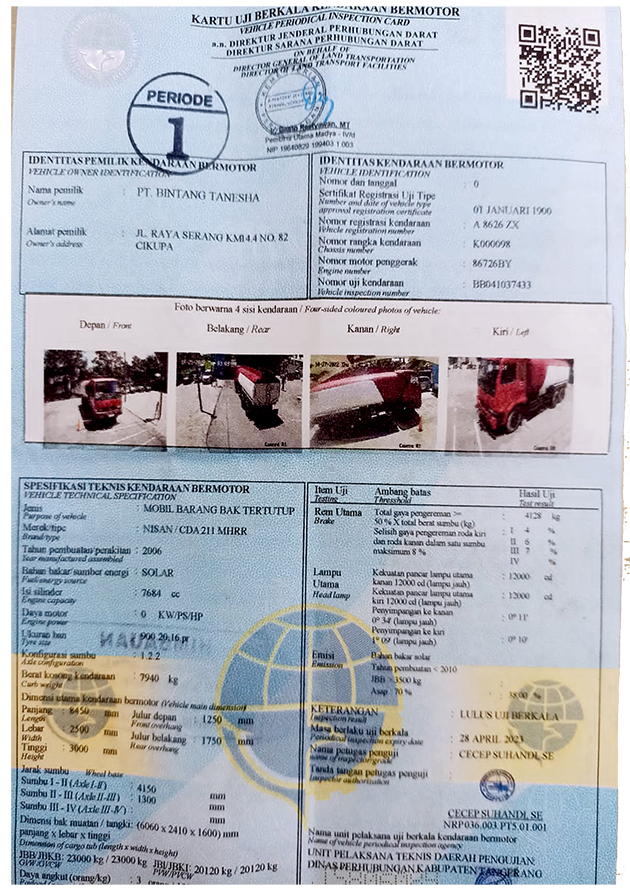 KARTU UJI BERKALA KENDARAAN BERMOTOR
VEHICLE PERIODICAL INSPECTION CARD
a.n. DIREKTUR JENDERAL PERHUBUNGAN DARAT
DIREKTUR SARANA PERHUBUNGAN DARAT
ON BEHALF OF
DIRECTOR GENERAL OF LAND TRANSPORTATION
DIRECTOR OF LAND TRANSPORT FACILITIES
PERIODE
1
MT
Pembina Utama Madya - IV/d
NIP 19640829 199403 1 003
IDENTITAS PEMILIK KENDARAAN BERMOTOR
VEHICLE OWNER IDENTIFICATION
Nama pemilik : PT. BINTANG TANESHA
Owner's name
Alamat pemilik : JL. RAYA SERANG KM14.4 NO. 82
Owner's address CIKUPA
IDENTITAS KENDARAAN BERMOTOR
VEHICLE IDENTIFICATION
Nomor dan tanggal : 0
Sertifikat Registrasi Uji Tipe
Number and date of vehicle type
approval registration certificate 01 JANUARI 1900
Nomor registrasi kendaraan : A 8626 ZX
Vehicle registration number
Nomor rangka kendaraan : K000098
Chassis number
Nomor motor penggerak : 86726BY
Engine number
Nomor uji kendaraan : BB041037433
Vehicle inspection number
Foto berwarna 4 sisi kendaraan / Four-sided coloured photos of vehicle:
Depan / Front Belakang / Rear Kanan / Right Kiri / Left
SPESIFIKASI TEKNIS KENDARAAN BERMOTOR
VEHICLE TECHNICAL SPECIFICATION
Jenis : MOBIL BARANG BAK TERTUTUP
Purpose of vehicle
Merek/tipe : NISAN / CDA 211 MHRR
Brand/type
Tahun pembuatan/perakitan : 2006
Year manufactured/assembled
Bahan bakar/sumber energi : SOLAR
Fuel/energy source
Isi silinder : 7684 cc
Engine capacity
Daya motor : 0 KW/PS/HP
Engine power
Ukuran ban : 900 20,16 pr
Tyre size
Konfigurasi sumbu : 1.2.2
Axle configuration
Berat kosong kendaraan : 7940 kg
Curb weight
Dimensi utama kendaraan bermotor (Vehicle main dimension)
Panjang : 8450 mm Julur depan : 1250 mm
Length Front overhang
Lebar : 2500 mm Julur belakang : 1750 mm
Width Rear overhang
Tinggi : 3000 mm
Height
Jarak sumbu Wheel base
Sumbu I - II (Axle I-II) : 4150 mm
Sumbu II - III (Axle II-III) : 1300 mm
Sumbu III - IV (Axle III-IV) : mm
Dimensi bak muatan / tangki: (6060 x 2410 x 1600) mm
panjang x lebar x tinggi
Dimension of cargo tub (length x width x height)
JBB/JBKB: 23000 kg / 23000 kg JBI/JKBI: 20120 kg / 20120 kg
GVW/GVCW PVW/PVCW
Daya angkut (orang/kg) : 3 orang
Item Uji Ambang batas Hasil Uji
Testing Threshold Test result
Rem Utama Total gaya pengereman >= : 4128 kg
Brake 50 % X total berat sumbu (kg)
Selisih gaya pengereman roda kiri : I 4 %
dan roda kanan dalam satu sumbu II 6 %
maksimum 8 % III 7 %
IV %
Lampu Kekuatan pancar lampu utama : 12000 cd
Utama kanan 12000 cd (lampu jauh)
Head lamp Kekuatan pancar lampu utama : 12000 cd
kiri 12000 cd (lampu jauh)
Penyimpangan ke kanan : 0° 11'
0° 34' (lampu jauh)
Penyimpangan ke kiri : 0° 10'
1° 09' (lampu jauh)
Emisi Bahan bakar solar
Emission Tahun pembuatan < 2010
JBB > 3500 kg
Asap : 70 % : 38.00 %
KETERANGAN : LULUS UJI BERKALA
Inspection result
Masa berlaku uji berkala : 28 APRIL 2023
Periodical inspection expiry date
Nama petugas penguji : CECEP SUHANDI, SE
name of inspector/grade
Tanda tangan petugas penguji :
Inspector authorization
CECEP SUHANDI, SE
NRP.036.003.PT5.01.001
Nama unit pelaksana uji berkala kendaraan bermotor
Name of vehicle periodical inspection agency
UNIT PELAKSANA TEKNIS DAERAH PENGUJIAN
DINAS PERHUBUNGAN KABUPATEN TANGERANG